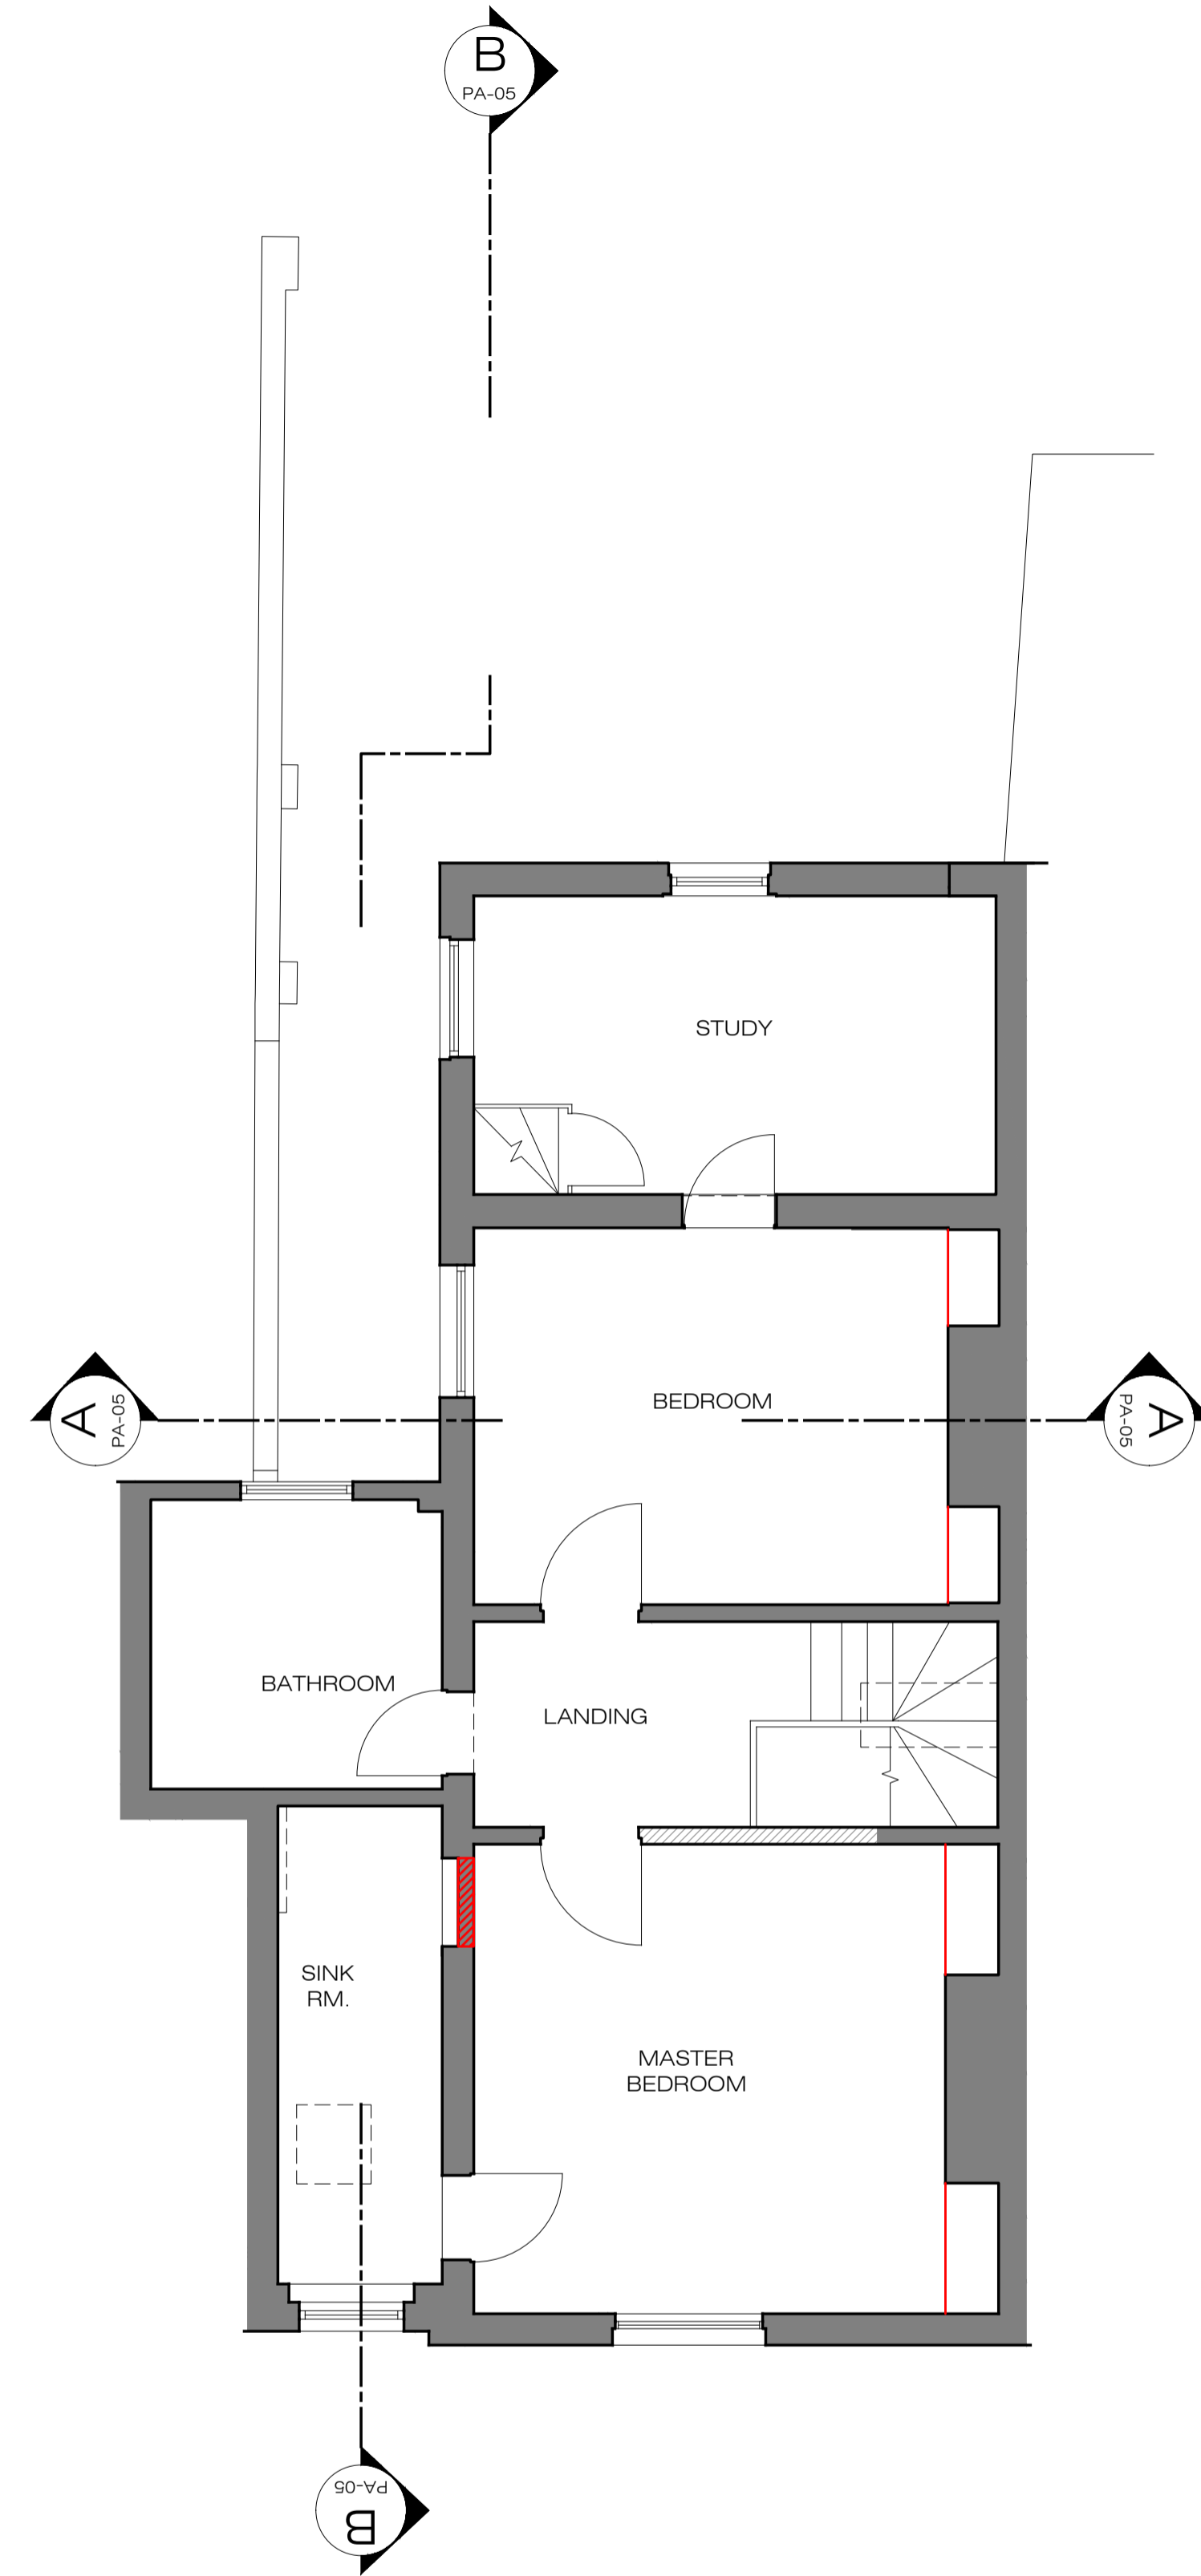 B
PA-05
STUDY
BEDROOM
A
PA-05
A
PA-05
BATHROOM
LANDING
SINK
RM.
MASTER
BEDROOM
PA-05
B